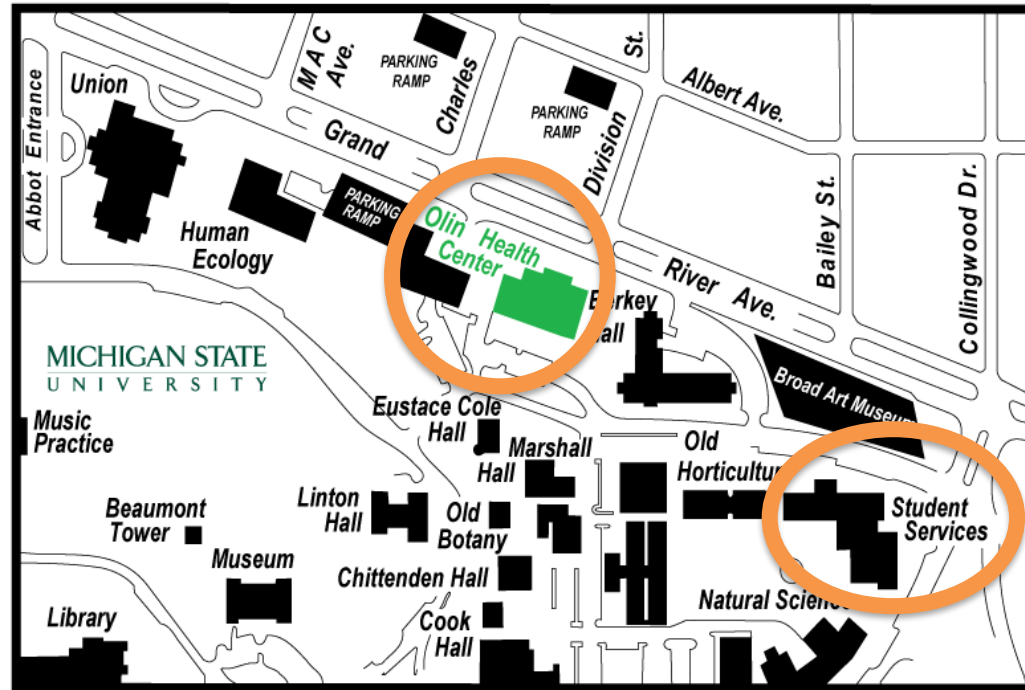 MAC
Ave.
PARKING
RAMP
Charles
St.
Albert Ave.
Union
Abbot Entrance
Grand
PARKING
RAMP
Division
PARKING
RAMP
Olin Health
Center
Human
Ecology
River Ave.
Bailey St.
Collingwood Dr.
Berkey
Hall
MICHIGAN STATE
UNIVERSITY
Broad Art Museum
Music
Practice
Eustace Cole
Hall
Marshall
Hall
Old
Horticulture
Student
Services
Beaumont
Tower
Linton
Hall
Old
Botany
Museum
Chittenden Hall
Natural Science
Library
Cook
Hall